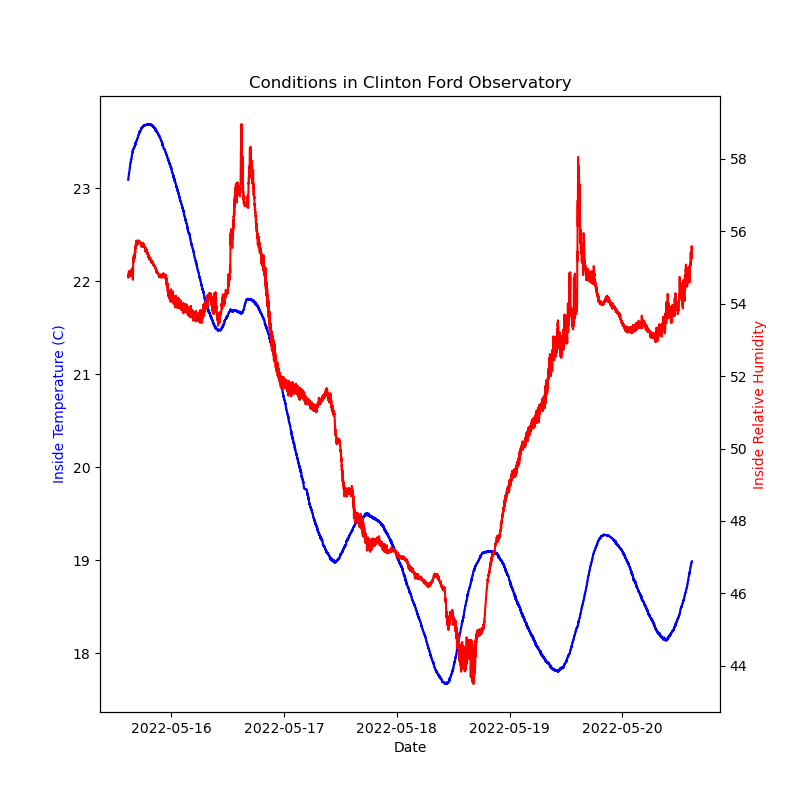 Conditions in Clinton Ford Observatory
Inside Temperature (C)
23
22
21
20
19
18
58
56
54
52
50
48
46
44
Inside Relative Humidity
2022-05-16 2022-05-17 2022-05-18 2022-05-19 2022-05-20
Date